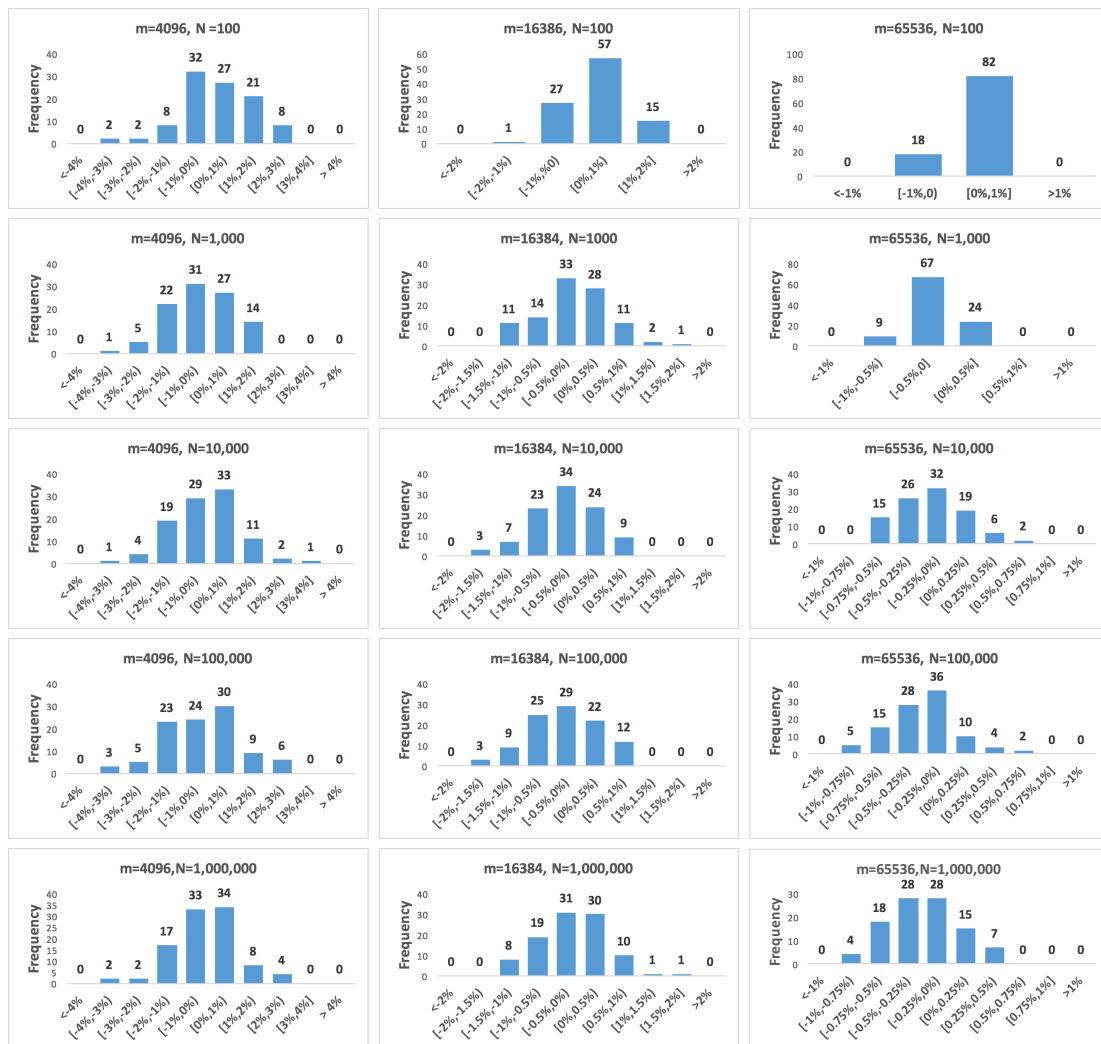 m=4096, N =100
Frequency
40
30
20
10
0
0 2 2 8 32 27 21 8 0 0
<-4% [-4%,-3%) [-3%,-2%) [-2%,-1%) [-1%,0%) [0%,1%) [1%,2%) [2%,3%) [3%,4%] > 4%
m=16386, N=100
Frequency
60
50
40
30
20
10
0
0 1 27 57 15 0
<-2% [-2%,-1%) [-1%,%0) [0%,1%) [1%,2%] >2%
m=65536, N=100
Frequency
100
80
60
40
20
0
0 18 82 0
<-1% [-1%,0) [0%,1%] >1%
m=4096, N=1,000
Frequency
40
30
20
10
0
0 1 5 22 31 27 14 0 0 0
<-4% [-4%,-3%) [-3%,-2%) [-2%,-1%) [-1%,0%) [0%,1%) [1%,2%) [2%,3%) [3%,4%] > 4%
m=16384, N=1000
Frequency
40
30
20
10
0
0 0 11 14 33 28 11 2 1 0
<-2% [-2%,-1.5%) [-1.5%,-1%) [-1%,-0.5%) [-0.5%,0%) [0%,0.5%) [0.5%,1%) [1%,1.5%) [1.5%,2%] >2%
m=65536, N=1,000
Frequency
80
60
40
20
0
0 9 67 24 0 0
<-1% [-1%,-0.5%) [-0.5%,0] [0%,0.5%] [0.5%,1%] >1%
m=4096, N=10,000
Frequency
40
30
20
10
0
0 1 4 19 29 33 11 2 1 0
<-4% [-4%,-3%) [-3%,-2%) [-2%,-1%) [-1%,0%) [0%,1%) [1%,2%) [2%,3%) [3%,4%] > 4%
m=16384, N=10,000
Frequency
40
30
20
10
0
0 3 7 23 34 24 9 0 0 0
<-2% [-2%,-1.5%) [-1.5%,-1%) [-1%,-0.5%) [-0.5%,0%) [0%,0.5%) [0.5%,1%) [1%,1.5%) [1.5%,2%] >2%
m=65536, N=10,000
Frequency
40
30
20
10
0
0 0 15 26 32 19 6 2 0 0
<-1% [-1%,-0.75%) [-0.75%,-0.5%) [-0.5%,-0.25%) [-0.25%,0%) [0%,0.25%) [0.25%,0.5%) [0.5%,0.75%) [0.75%,1%] >1%
m=4096, N=100,000
Frequency
40
30
20
10
0
0 3 5 23 24 30 9 6 0 0
<-4% [-4%,-3%) [-3%,-2%) [-2%,-1%) [-1%,0%) [0%,1%) [1%,2%) [2%,3%) [3%,4%] > 4%
m=16384, N=100,000
Frequency
40
30
20
10
0
0 3 9 25 29 22 12 0 0 0
<-2% [-2%,-1.5%) [-1.5%,-1%) [-1%,-0.5%) [-0.5%,0%) [0%,0.5%) [0.5%,1%) [1%,1.5%) [1.5%,2%] >2%
m=65536, N=100,000
Frequency
40
30
20
10
0
0 5 15 28 36 10 4 2 0 0
<-1% [-1%,-0.75%) [-0.75%,-0.5%) [-0.5%,-0.25%) [-0.25%,0%) [0%,0.25%) [0.25%,0.5%) [0.5%,0.75%) [0.75%,1%] >1%
m=4096,N=1,000,000
Frequency
40
35
30
25
20
15
10
5
0
0 2 2 17 33 34 8 4 0 0
<-4% [-4%,-3%) [-3%,-2%) [-2%,-1%) [-1%,0%) [0%,1%) [1%,2%) [2%,3%) [3%,4%] > 4%
m=16384, N=1,000,000
Frequency
40
30
20
10
0
0 0 8 19 31 30 10 1 1 0
<-2% [-2%,-1.5%) [-1.5%,-1%) [-1%,-0.5%) [-0.5%,0%) [0%,0.5%) [0.5%,1%) [1%,1.5%) [1.5%,2%] >2%
m=65536,N=1,000,000
Frequency
30
20
10
0
0 4 18 28 28 15 7 0 0 0
<-1% [-1%,-0.75%) [-0.75%,-0.5%) [-0.5%,-0.25%) [-0.25%,0%) [0%,0.25%) [0.25%,0.5%) [0.5%,0.75%) [0.75%,1%] >1%